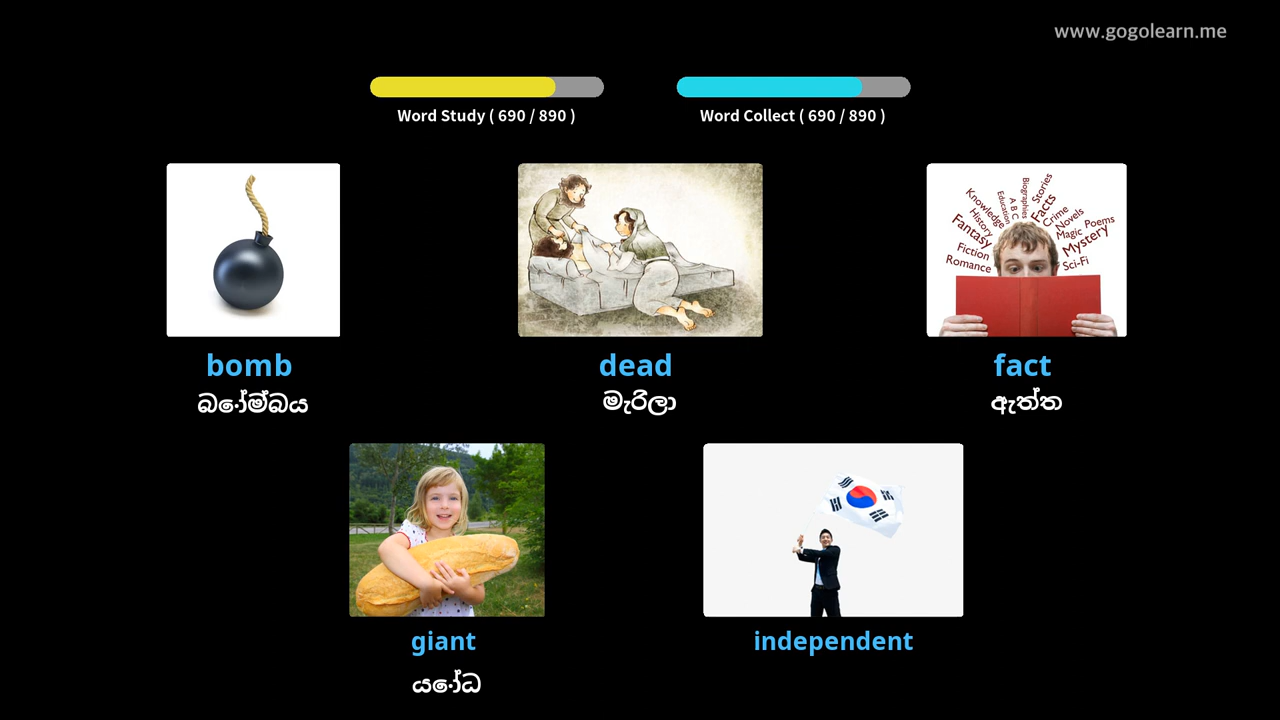 www.gogolearn.me
Word Study ( 690 / 890 )
Word Collect ( 690 / 890 )
Biographies
Stories
Education
A B C
Facts
Knowledge
Crime
Novels
History
Magic
Poems
Fantasy
Mystery
Fiction
Sci-Fi
Romance
bomb
dead
fact
බෝම්බය
මැරිලා
ඇත්ත
giant
independent
යෝධ